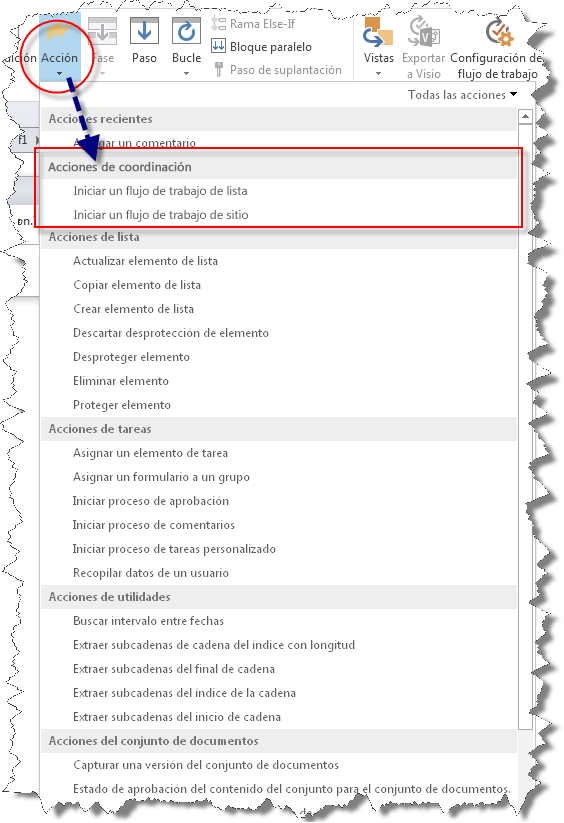 Rama Else-If
Bloque paralelo
Paso de suplantación
Acción
Fase
Paso
Bucle
Vistas
Exportar
a Visio
Configuración de
flujo de trabajo
Todas las acciones
Acciones recientes
un comentario
Acciones de coordinación
Iniciar un flujo de trabajo de lista
Iniciar un flujo de trabajo de sitio
Acciones de lista
Actualizar elemento de lista
Copiar elemento de lista
Crear elemento de lista
Descartar desprotección de elemento
Desproteger elemento
Eliminar elemento
Proteger elemento
Acciones de tareas
Asignar un elemento de tarea
Asignar un formulario a un grupo
Iniciar proceso de aprobación
Iniciar proceso de comentarios
Iniciar proceso de tareas personalizado
Recopilar datos de un usuario
Acciones de utilidades
Buscar intervalo entre fechas
Extraer subcadenas de cadena del índice con longitud
Extraer subcadenas del final de cadena
Extraer subcadenas del índice de la cadena
Extraer subcadenas del inicio de cadena
Acciones del conjunto de documentos
Capturar una versión del conjunto de documentos
Estado de aprobación del contenido del conjunto para el conjunto de documentos.